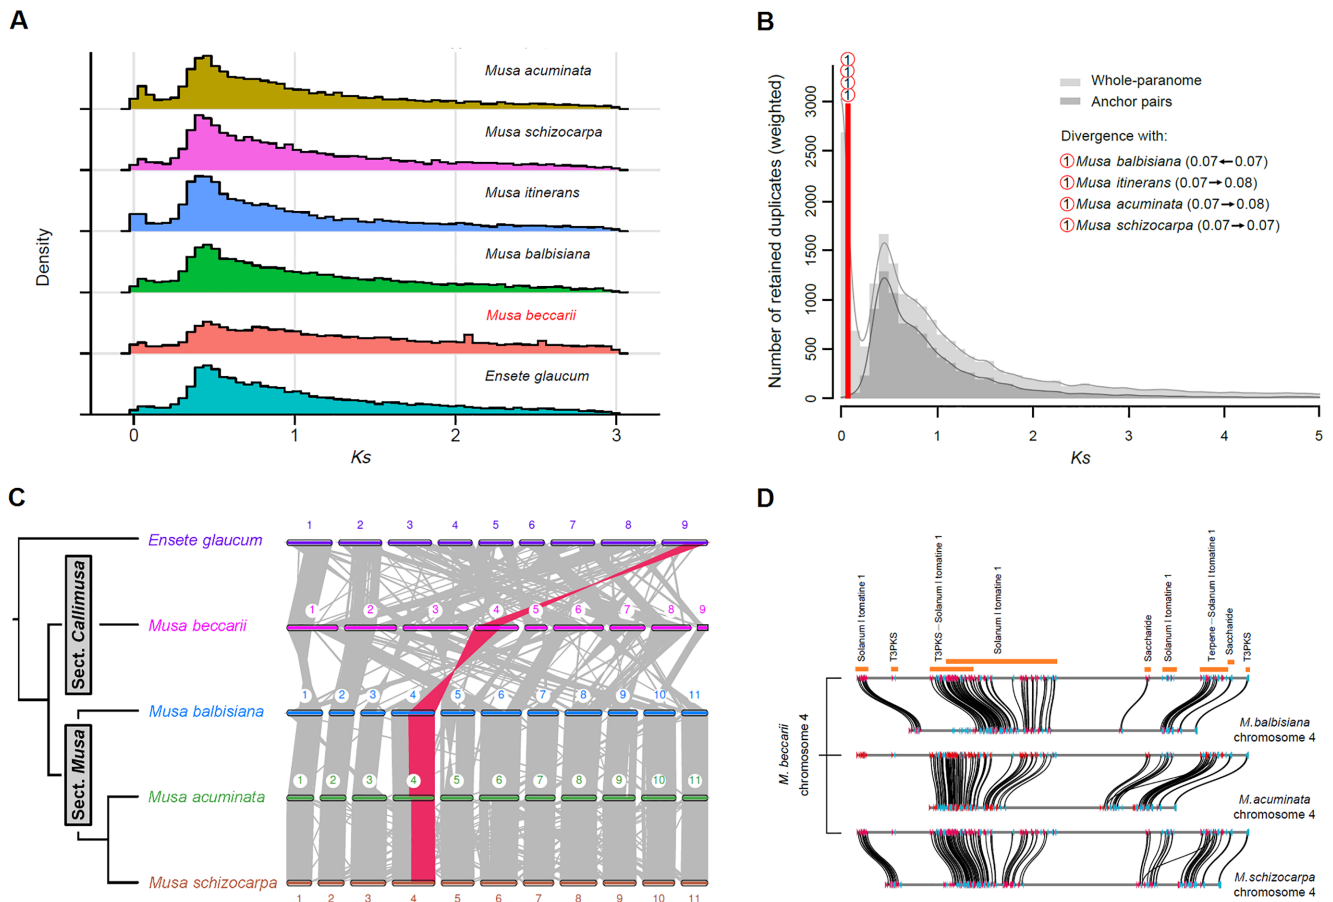 A
Musa acuminata
Musa schizocarpa
Musa itinerans
Musa balbisiana
Musa beccarii
Ensete glaucum
Density
0 1 2 3
Ks
B
Number of retained duplicates (weighted)
3000
2500
2000
1500
1000
500
0
1
1
1
1
Whole-paranome
Anchor pairs
Divergence with:
1 Musa balbisiana (0.07←0.07)
1 Musa itinerans (0.07→0.08)
1 Musa acuminata (0.07→0.08)
1 Musa schizocarpa (0.07→0.07)
0 1 2 3 4 5
Ks
C
Sect. Callimusa
Sect. Musa
1 2 3 4 5 6 7 8 9
Ensete glaucum
1 2 3 4 5 6 7 8 9
Musa beccarii
1 2 3 4 5 6 7 8 9 10 11
Musa balbisiana
1 2 3 4 5 6 7 8 9 10 11
Musa acuminata
Musa schizocarpa
1 2 3 4 5 6 7 8 9 10 11
D
Solanum I tomatine 1
T3PKS
T3PKS–Solanum I tomatine 1
Solanum I tomatine 1
Saccharide
Solanum I tomatine 1
Terpene–Solanum I tomatine 1
Saccharide
T3PKS
M. beccarii
chromosome 4
M.balbisiana
chromosome 4
M.acuminata
chromosome 4
M.schizocarpa
chromosome 4